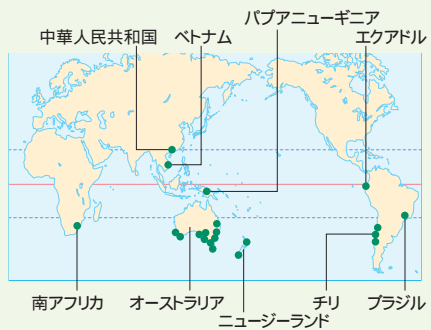 パプアニューギニア
中華人民共和国
ベトナム
エクアドル
南アフリカ
オーストラリア
ニュージーランド
チリ
ブラジル